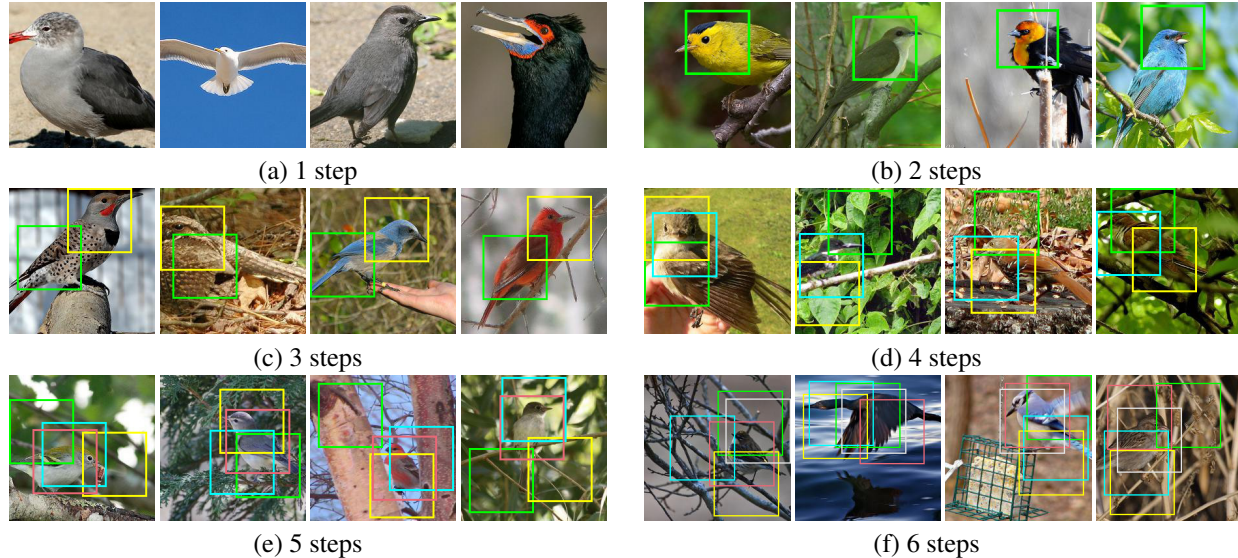 (a) 1 step
(b) 2 steps
(c) 3 steps
(d) 4 steps
(e) 5 steps
(f) 6 steps